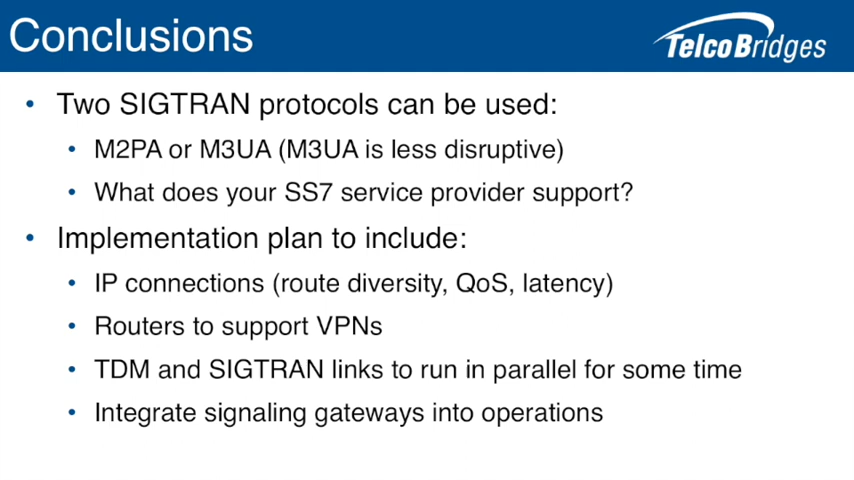 Conclusions
TelcoBridges
• Two SIGTRAN protocols can be used:
• M2PA or M3UA (M3UA is less disruptive)
• What does your SS7 service provider support?
• Implementation plan to include:
• IP connections (route diversity, QoS, latency)
• Routers to support VPNs
• TDM and SIGTRAN links to run in parallel for some time
• Integrate signaling gateways into operations